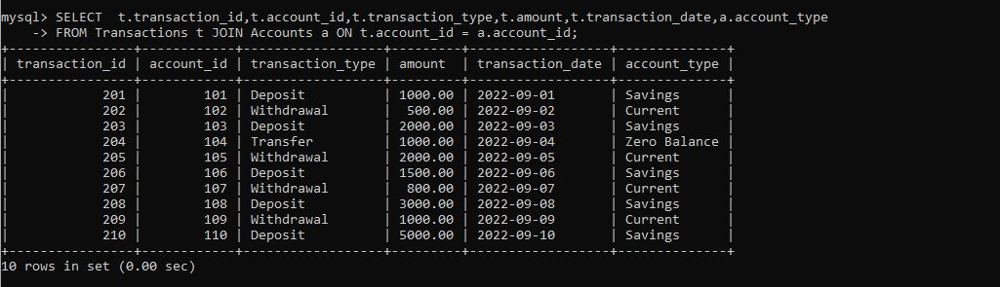 mysql> SELECT  t.transaction_id,t.account_id,t.transaction_type,t.amount,t.transaction_date,a.account_type
    -> FROM Transactions t JOIN Accounts a ON t.account_id = a.account_id;
+----------------+------------+------------------+---------+------------------+--------------+
| transaction_id | account_id | transaction_type | amount  | transaction_date | account_type |
+----------------+------------+------------------+---------+------------------+--------------+
|            201 |        101 | Deposit          | 1000.00 | 2022-09-01       | Savings      |
|            202 |        102 | Withdrawal       |  500.00 | 2022-09-02       | Current      |
|            203 |        103 | Deposit          | 2000.00 | 2022-09-03       | Savings      |
|            204 |        104 | Transfer         | 1000.00 | 2022-09-04       | Zero Balance |
|            205 |        105 | Withdrawal       | 2000.00 | 2022-09-05       | Current      |
|            206 |        106 | Deposit          | 1500.00 | 2022-09-06       | Savings      |
|            207 |        107 | Withdrawal       |  800.00 | 2022-09-07       | Current      |
|            208 |        108 | Deposit          | 3000.00 | 2022-09-08       | Savings      |
|            209 |        109 | Withdrawal       | 1000.00 | 2022-09-09       | Current      |
|            210 |        110 | Deposit          | 5000.00 | 2022-09-10       | Savings      |
+----------------+------------+------------------+---------+------------------+--------------+
10 rows in set (0.00 sec)